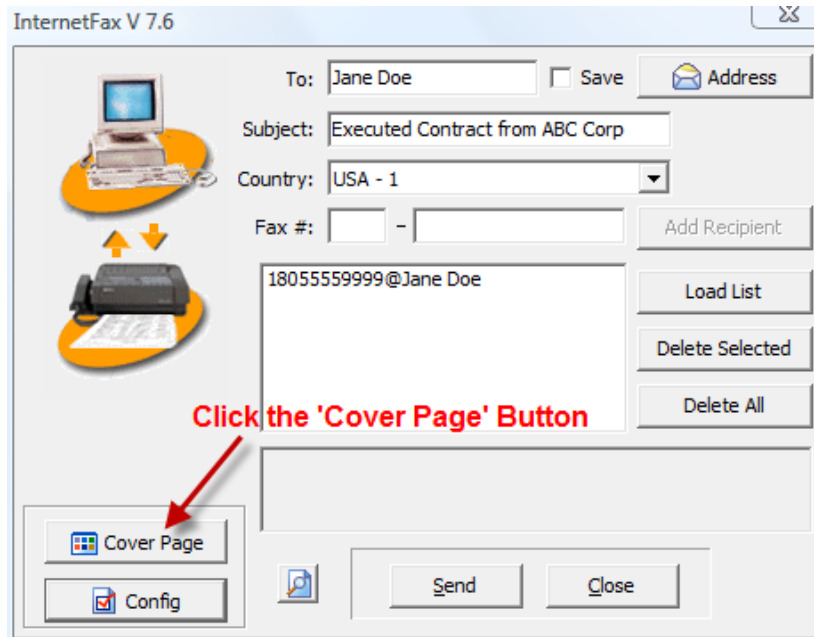 InternetFax V 7.6
To: Jane Doe Save Address
Subject: Executed Contract from ABC Corp
Country: USA - 1
Fax #: - Add Recipient
18055559999@Jane Doe
Load List
Delete Selected
Delete All
Click the 'Cover Page' Button
Cover Page
Config
Send Close